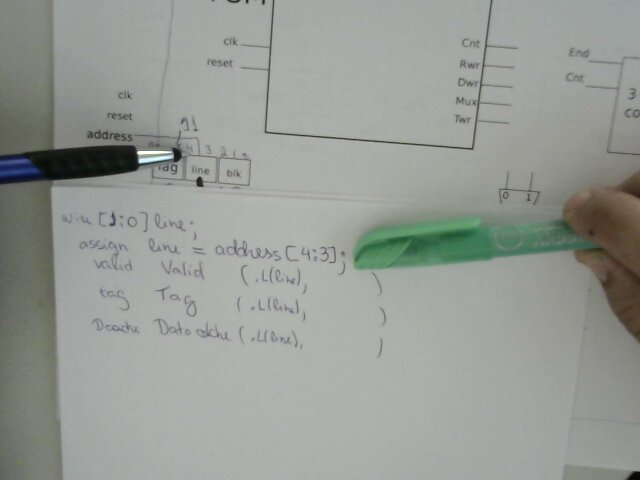 FSM
clk
reset
Cnt
Rwr
Dwr
Mux
Twr
End
Cnt
3
co
clk
reset
address
11
4 3 2 1 0
Tag line blk
0 1
wire [1:0] line;
assign line = address[4:3];
valid Valid (.L(line), )
tag Tag (.L(line), )
Dcache Datacache (.L(line), )